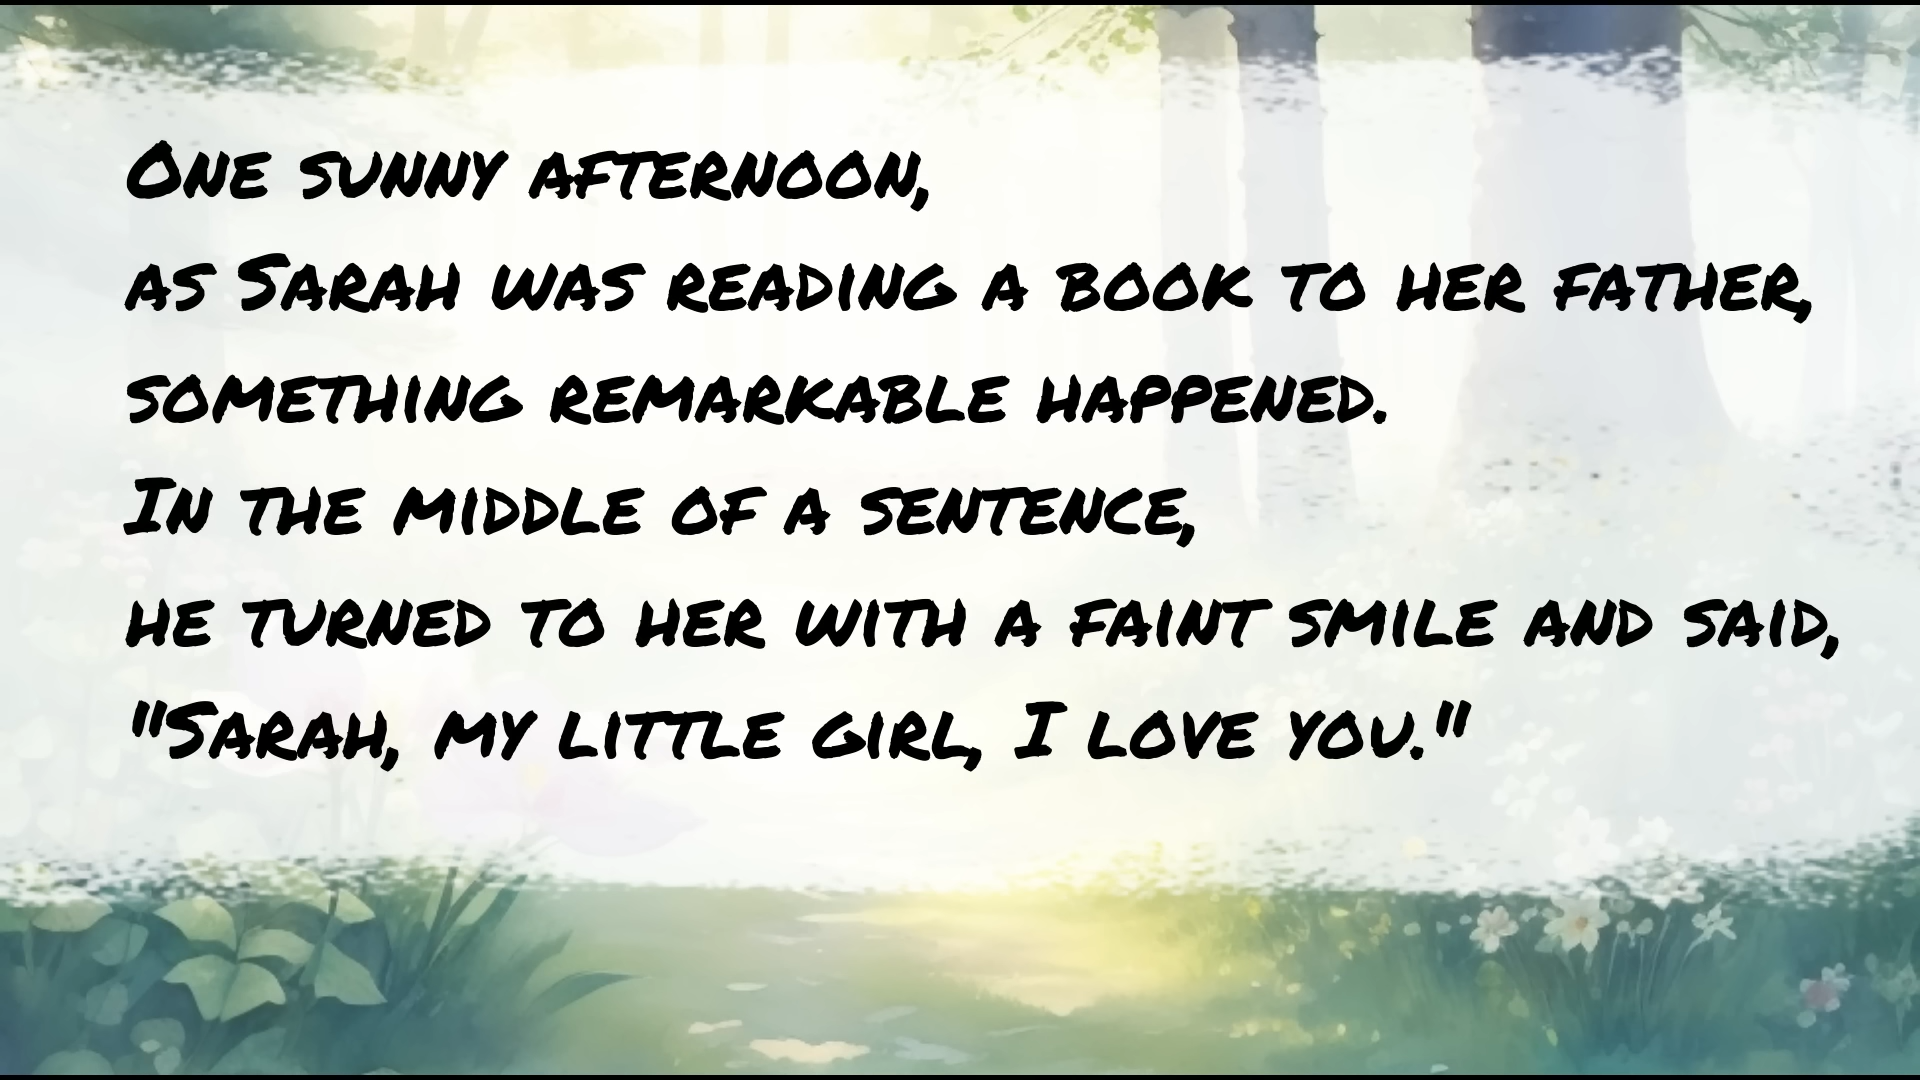 One sunny afternoon,
as Sarah was reading a book to her father,
something remarkable happened.
In the middle of a sentence,
he turned to her with a faint smile and said,
"Sarah, my little girl, I love you."